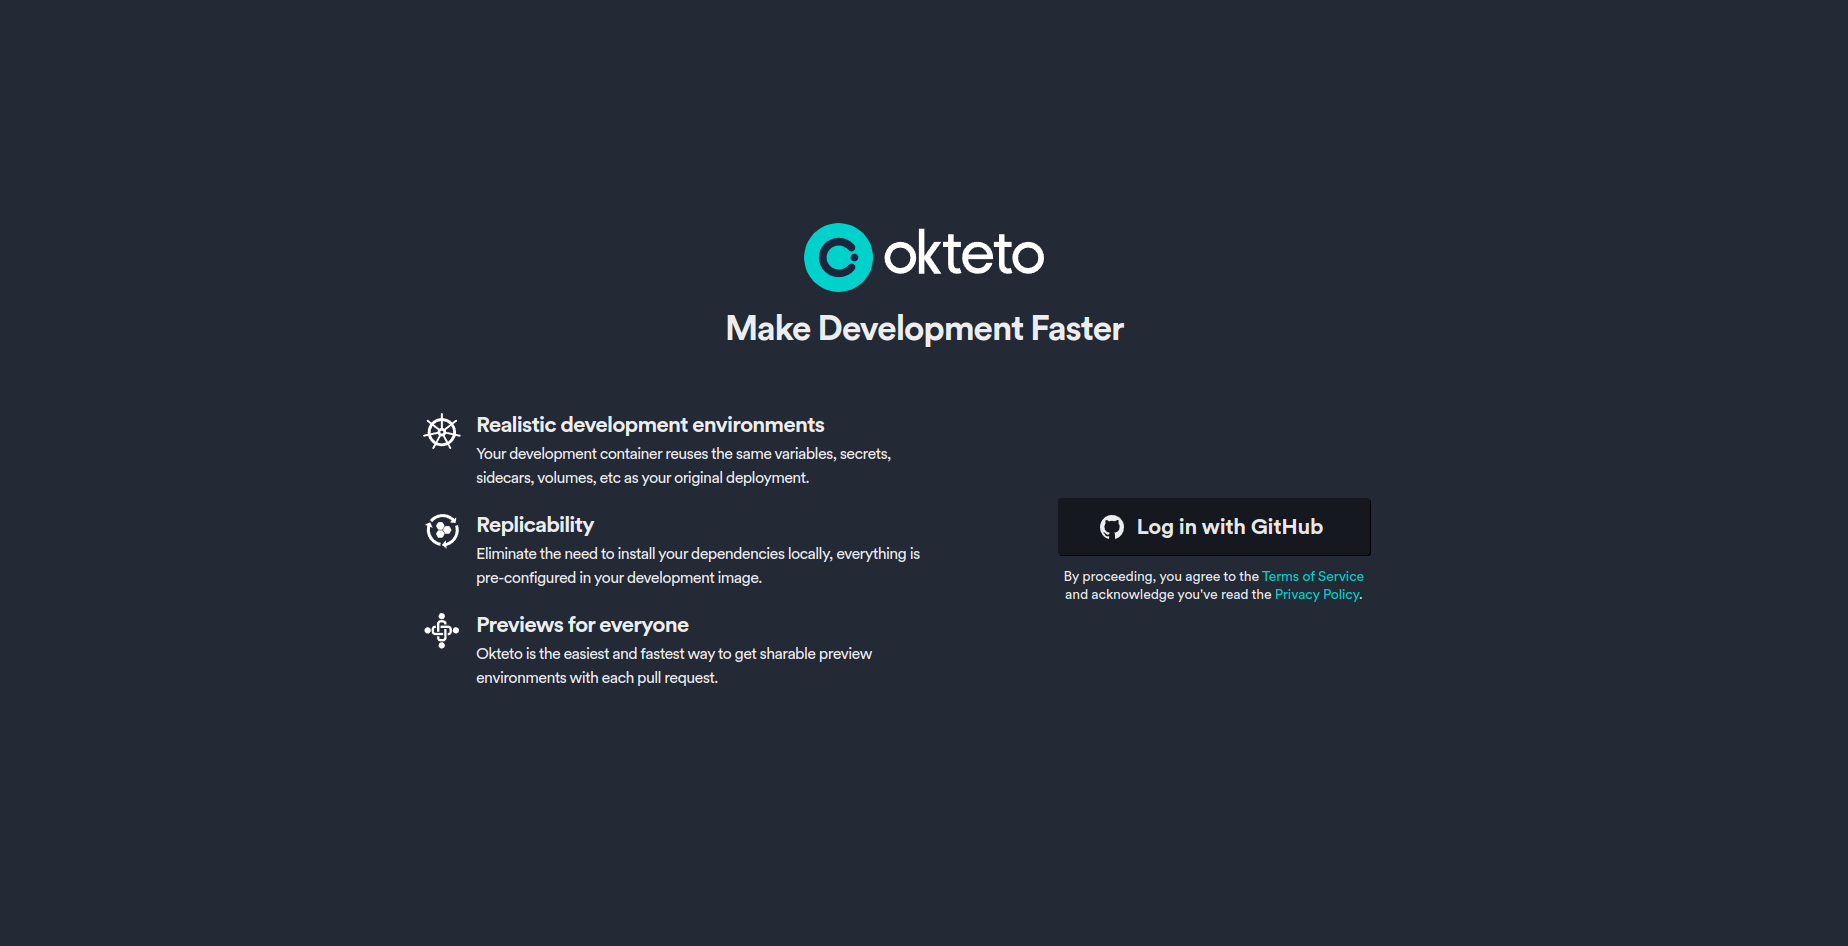 okteto
Make Development Faster
Realistic development environments
Your development container reuses the same variables, secrets,
sidecars, volumes, etc as your original deployment.
Replicability
Eliminate the need to install your dependencies locally, everything is
pre-configured in your development image.
Previews for everyone
Okteto is the easiest and fastest way to get sharable preview
environments with each pull request.
Log in with GitHub
By proceeding, you agree to the Terms of Service
and acknowledge you've read the Privacy Policy.